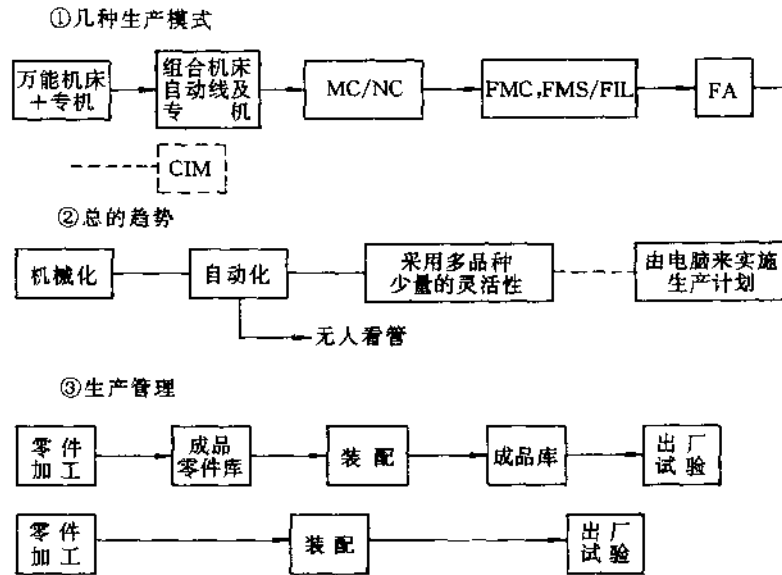 ①几种生产模式
万能机床
＋专机
组合机床
自动线及
专 机
MC/NC
FMC,FMS/FIL
FA
CIM
②总的趋势
机械化
自动化
采用多品种
少量的灵活性
由电脑来实施
生产计划
无人看管
③生产管理
零 件
加 工
成品
零件库
装 配
成品库
出 厂
试 验
零 件
加 工
装 配
出 厂
试 验